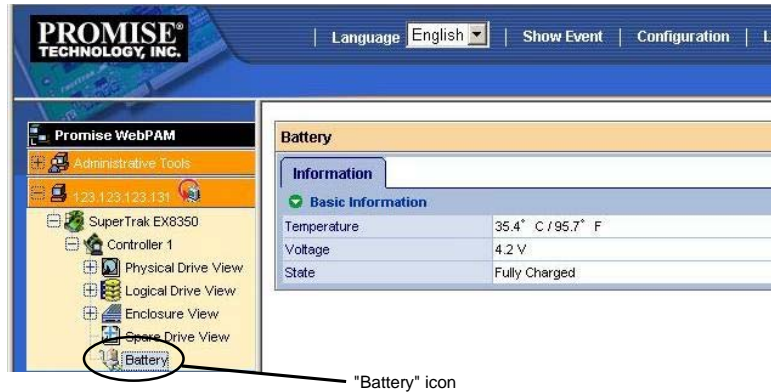 PROMISE®
TECHNOLOGY, INC.
| Language English | Show Event | Configuration | L
Promise WebPAM
Administrative Tools
123.123.123.131
SuperTrak EX8350
Controller 1
Physical Drive View
Logical Drive View
Enclosure View
Spare Drive View
Battery
Battery
Information
Basic Information
Temperature 35.4° C / 95.7° F
Voltage 4.2 V
State Fully Charged
"Battery" icon